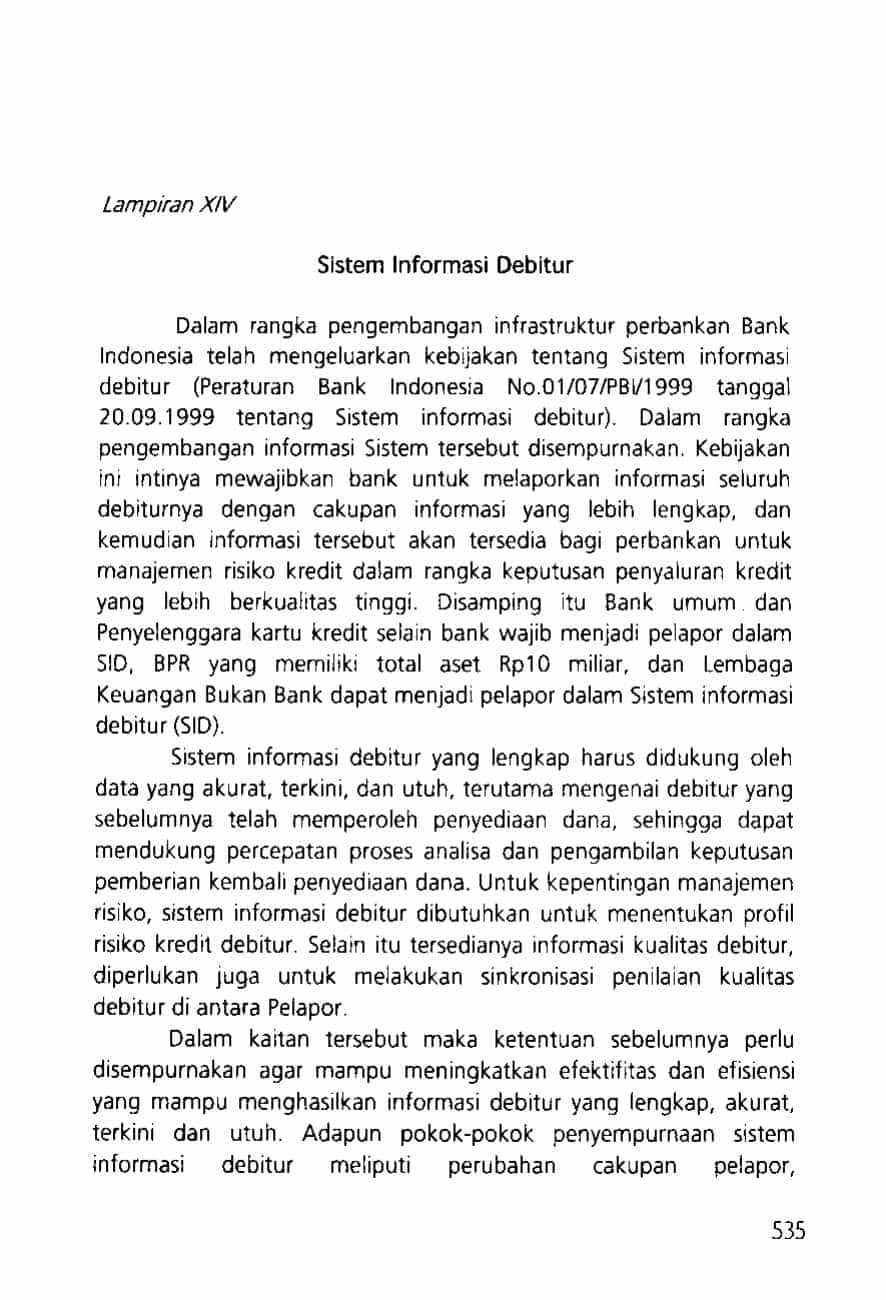 Lampiran XIV
Sistem Informasi Debitur
Dalam rangka pengembangan infrastruktur perbankan Bank
Indonesia telah mengeluarkan kebijakan tentang Sistem informasi
debitur (Peraturan Bank Indonesia No.01/07/PBI/1999 tanggal
20.09.1999 tentang Sistem informasi debitur). Dalam rangka
pengembangan informasi Sistem tersebut disempurnakan. Kebijakan
ini intinya mewajibkan bank untuk melaporkan informasi seluruh
debiturnya dengan cakupan informasi yang lebih lengkap, dan
kemudian informasi tersebut akan tersedia bagi perbankan untuk
manajemen risiko kredit dalam rangka keputusan penyaluran kredit
yang lebih berkualitas tinggi. Disamping itu Bank umum dan
Penyelenggara kartu kredit selain bank wajib menjadi pelapor dalam
SID, BPR yang memiliki total aset Rp10 miliar, dan Lembaga
Keuangan Bukan Bank dapat menjadi pelapor dalam Sistem informasi
debitur (SID).
Sistem informasi debitur yang lengkap harus didukung oleh
data yang akurat, terkini, dan utuh, terutama mengenai debitur yang
sebelumnya telah memperoleh penyediaan dana, sehingga dapat
mendukung percepatan proses analisa dan pengambilan keputusan
pemberian kembali penyediaan dana. Untuk kepentingan manajemen
risiko, sistem informasi debitur dibutuhkan untuk menentukan profil
risiko kredit debitur. Selain itu tersedianya informasi kualitas debitur,
diperlukan juga untuk melakukan sinkronisasi penilaian kualitas
debitur di antara Pelapor.
Dalam kaitan tersebut maka ketentuan sebelumnya perlu
disempurnakan agar mampu meningkatkan efektifitas dan efisiensi
yang mampu menghasilkan informasi debitur yang lengkap, akurat,
terkini dan utuh. Adapun pokok-pokok penyempurnaan sistem
informasi debitur meliputi perubahan cakupan pelapor,
535